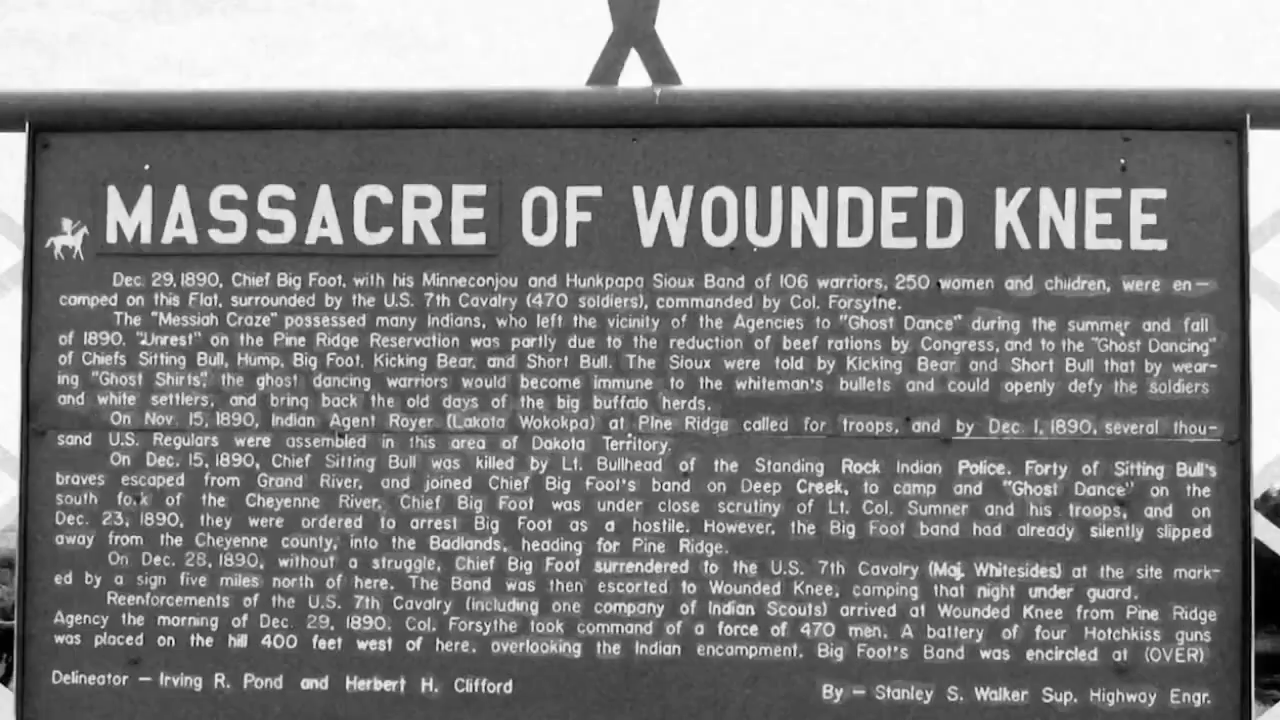 MASSACRE OF WOUNDED KNEE
Dec. 29, 1890, Chief Big Foot, with his Minneconjou and Hunkpapa Sioux Band of 106 warriors, 250 women and children, were en—
camped on this Flat, surrounded by the U.S. 7th Cavalry (470 soldiers), commanded by Col. Forsythe.
The "Messiah Craze" possessed many Indians, who left the vicinity of the Agencies to "Ghost Dance" during the summer and fall
of 1890. "Unrest" on the Pine Ridge Reservation was partly due to the reduction of beef rations by Congress, and to the "Ghost Dancing"
of Chiefs Sitting Bull, Hump, Big Foot, Kicking Bear, and Short Bull. The Sioux were told by Kicking Bear and Short Bull that by wear-
ing "Ghost Shirts", the ghost dancing warriors would become immune to the whiteman's bullets and could openly defy the soldiers
and white settlers, and bring back the old days of the big buffalo herds.
On Nov. 15, 1890, Indian Agent Royer (Lakota Wokokpa) at Pine Ridge called for troops, and by Dec. 1, 1890, several thou-
sand U.S. Regulars were assembled in this area of Dakota Territory.
On Dec. 15, 1890, Chief Sitting Bull was killed by Lt. Bullhead of the Standing Rock Indian Police. Forty of Sitting Bull's
braves escaped from Grand River, and joined Chief Big Foot's band on Deep Creek, to camp and "Ghost Dance" on the
south fork of the Cheyenne River. Chief Big Foot was under close scrutiny of Lt. Col. Sumner and his troops, and on
Dec. 23, 1890, they were ordered to arrest Big Foot as a hostile. However, the Big Foot band had already silently slipped
away from the Cheyenne county, into the Badlands, heading for Pine Ridge.
On Dec. 28, 1890, without a struggle, Chief Big Foot surrendered to the U.S. 7th Cavalry (Maj. Whitesides) at the site mark-
ed by a sign five miles north of here. The Band was then escorted to Wounded Knee, camping that night under guard.
Reenforcements of the U.S. 7th Cavalry (including one company of Indian Scouts) arrived at Wounded Knee from Pine Ridge
Agency the morning of Dec. 29, 1890. Col. Forsythe took command of a force of 470 men. A battery of four Hotchkiss guns
was placed on the hill 400 feet west of here, overlooking the Indian encampment. Big Foot's Band was encircled at (OVER)
Delineator — Irving R. Pond and Herbert H. Clifford
By — Stanley S. Walker Sup. Highway Engr.